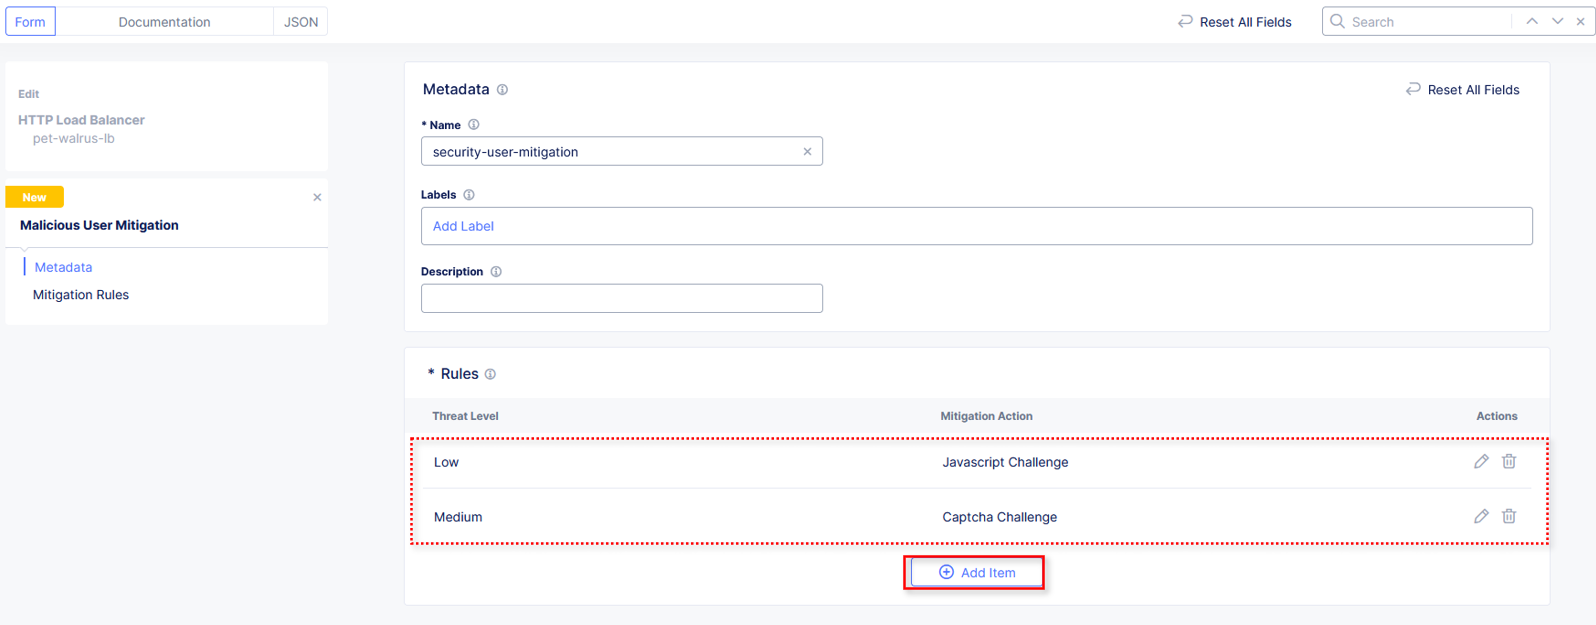 Form Documentation JSON Reset All Fields Search
Edit
HTTP Load Balancer
pet-walrus-lb
New
Malicious User Mitigation
Metadata
Mitigation Rules
Metadata Reset All Fields
* Name
security-user-mitigation
Labels
Add Label
Description
* Rules
Threat Level Mitigation Action Actions
Low Javascript Challenge
Medium Captcha Challenge
Add Item